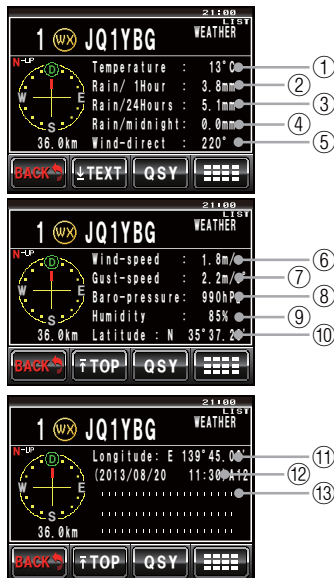 21:00
LIST
1 WX JQ1YBG WEATHER
N-UP
D
W E
S
36.0km
Temperature : 13°C ①
Rain/ 1Hour : 3.8mm ②
Rain/24Hours : 5.1mm ③
Rain/midnight: 0.0mm ④
Wind-direct : 220° ⑤
BACK TEXT QSY
21:00
LIST
1 WX JQ1YBG WEATHER
N-UP
D
W E
S
36.0km
Wind-speed : 1.8m/ ⑥
Gust-speed : 2.2m/ ⑦
Baro-pressure: 990hP ⑧
Humidity : 85% ⑨
Latitude : N 35°37.2 ⑩
BACK TOP QSY
21:00
LIST
1 WX JQ1YBG WEATHER
N-UP
D
W E
S
36.0km
Longitude: E 139°45.0 ⑪
(2013/08/20 11:30 A12 ⑫
⑬
BACK TOP QSY